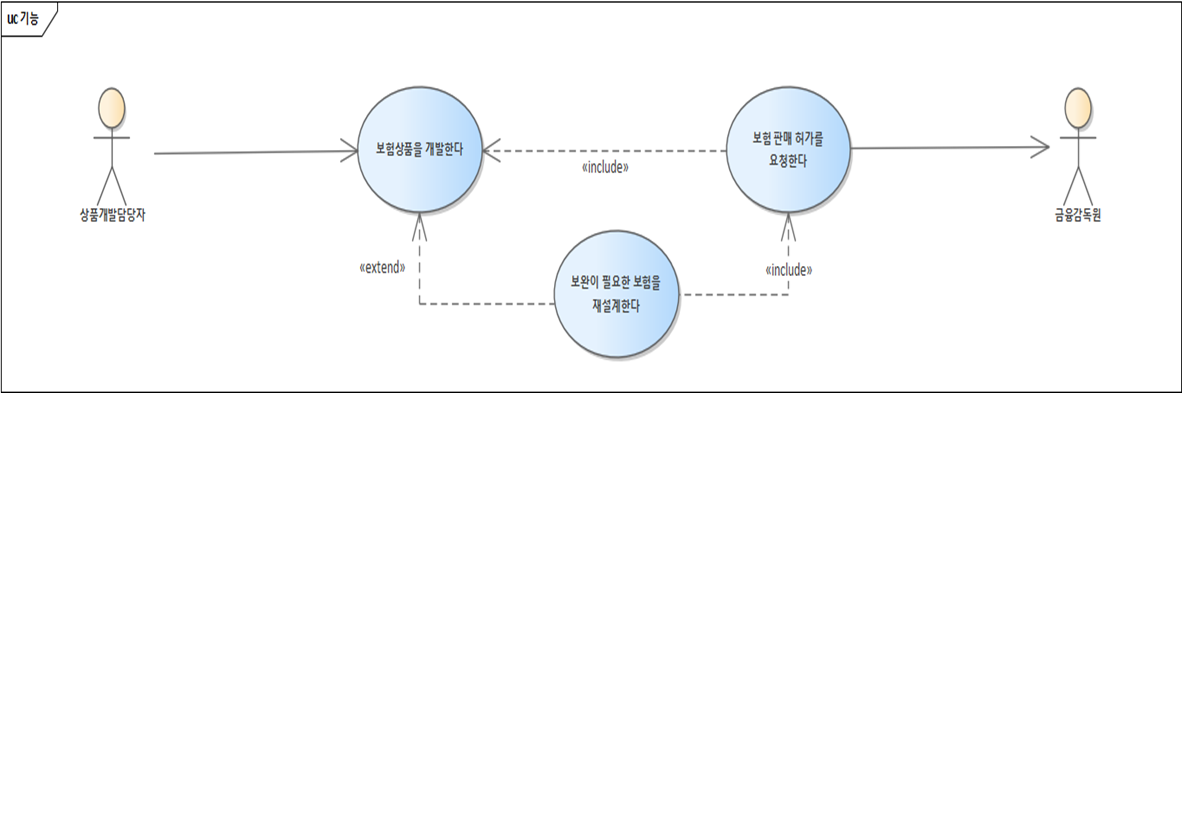 uc 기능
보험상품을 개발한다
«include»
보험 판매 허가를
요청한다
상품개발담당자
금융감독원
«extend»
보완이 필요한 보험을
재설계한다
«include»